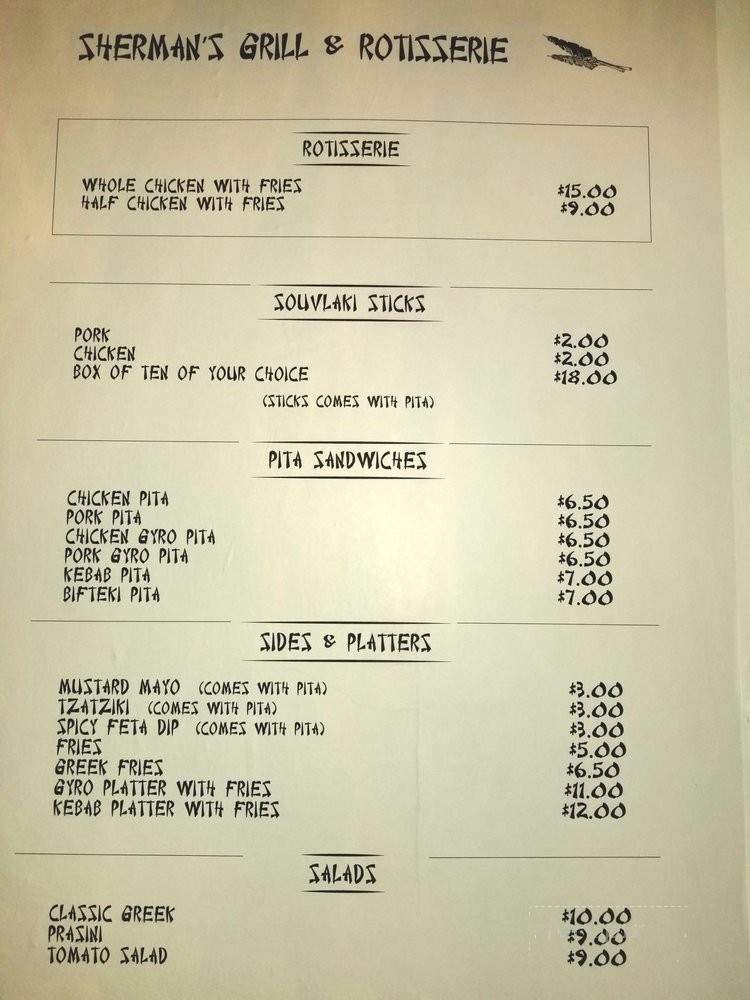 SHERMAN'S GRILL & ROTISSERIE
ROTISSERIE
WHOLE CHICKEN WITH FRIES $15.00
HALF CHICKEN WITH FRIES $9.00
SOUVLAKI STICKS
PORK $2.00
CHICKEN $2.00
BOX OF TEN OF YOUR CHOICE $18.00
(STICKS COMES WITH PITA)
PITA SANDWICHES
CHICKEN PITA $6.50
PORK PITA $6.50
CHICKEN GYRO PITA $6.50
PORK GYRO PITA $6.50
KEBAB PITA $7.00
BIFTEKI PITA $7.00
SIDES & PLATTERS
MUSTARD MAYO (COMES WITH PITA) $3.00
TZATZIKI (COMES WITH PITA) $3.00
SPICY FETA DIP (COMES WITH PITA) $3.00
FRIES $5.00
GREEK FRIES $6.50
GYRO PLATTER WITH FRIES $11.00
KEBAB PLATTER WITH FRIES $12.00
SALADS
CLASSIC GREEK $10.00
PRASINI $9.00
TOMATO SALAD $9.00